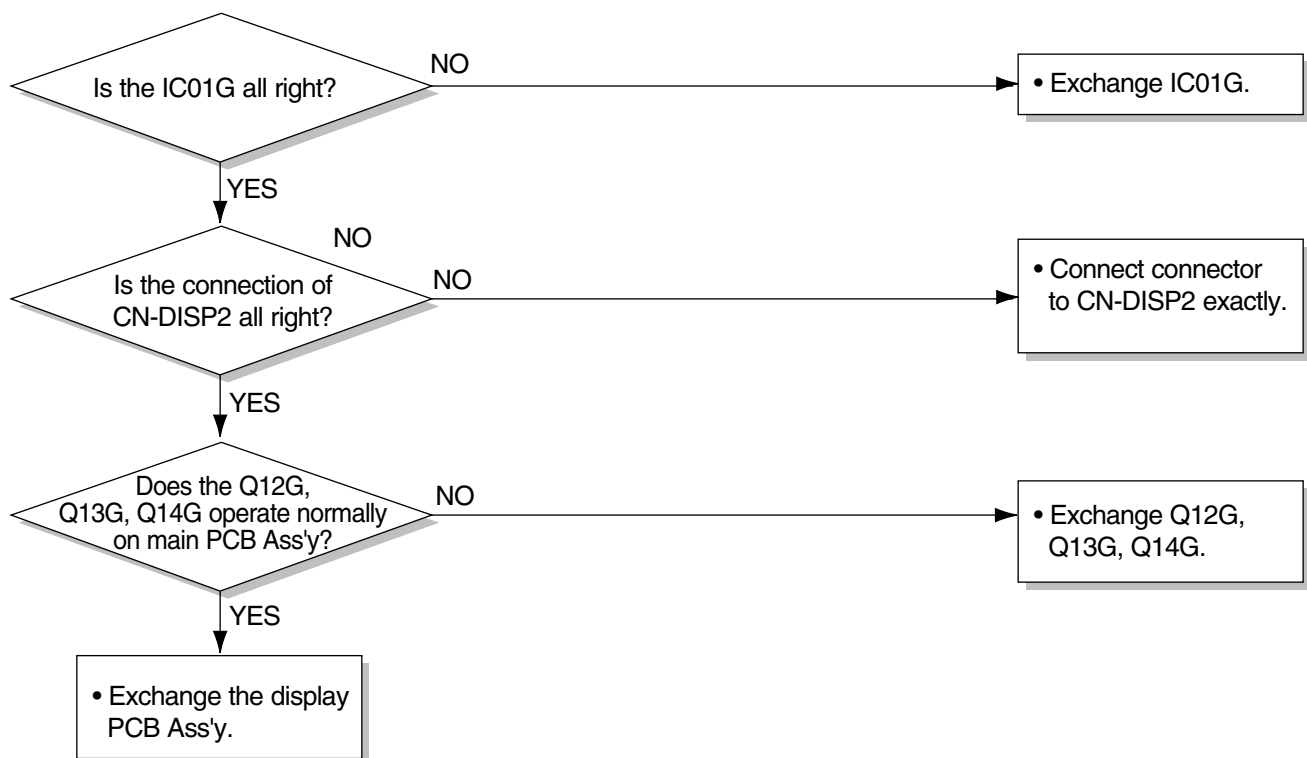 Is the IC01G all right?
NO
• Exchange IC01G.
YES
NO
Is the connection of
CN-DISP2 all right?
NO
• Connect connector
to CN-DISP2 exactly.
YES
Does the Q12G,
Q13G, Q14G operate normally
on main PCB Ass'y?
NO
• Exchange Q12G,
Q13G, Q14G.
YES
• Exchange the display
PCB Ass'y.